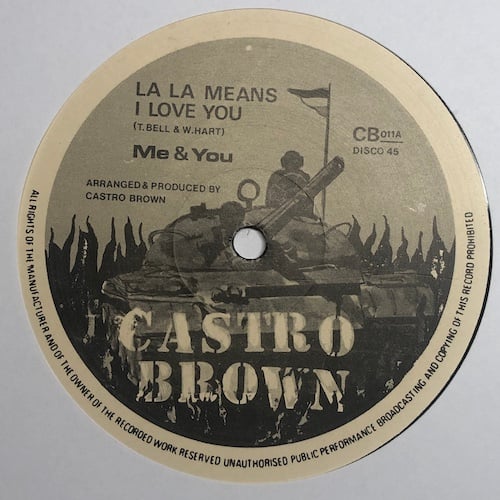 LA LA MEANS
I LOVE YOU
(T.BELL & W.HART)
Me & You
ARRANGED & PRODUCED BY
CASTRO BROWN
CB011A
DISCO 45
CASTRO
BROWN
ALL RIGHTS OF THE MANUFACTURER AND OF THE OWNER OF THE RECORDED WORK RESERVED UNAUTHORISED PUBLIC PERFORMANCE BROADCASTING AND COPYING OF THIS RECORD PROHIBITED